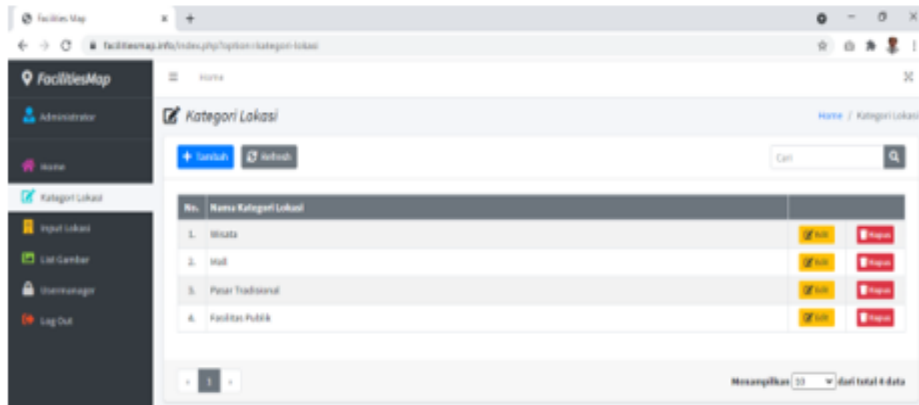 Facilities Map
facilitiesmap.info/index.php?option=kategori-lokasi
FacilitiesMap
Home
Administrator
Kategori Lokasi
Home / Kategori Lokasi
Tambah Refresh
Cari
Home
Kategori Lokasi
Input Lokasi
List Gambar
Usermanager
Log Out
No. Nama Kategori Lokasi
1. Wisata Edit Hapus
2. Mall Edit Hapus
3. Pasar Tradisional Edit Hapus
4. Fasilitas Publik Edit Hapus
1
Menampilkan 10 dari total 4 data